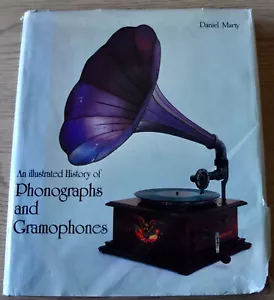 Daniel Marty
An illustrated History of
Phonographs
and
Gramophones